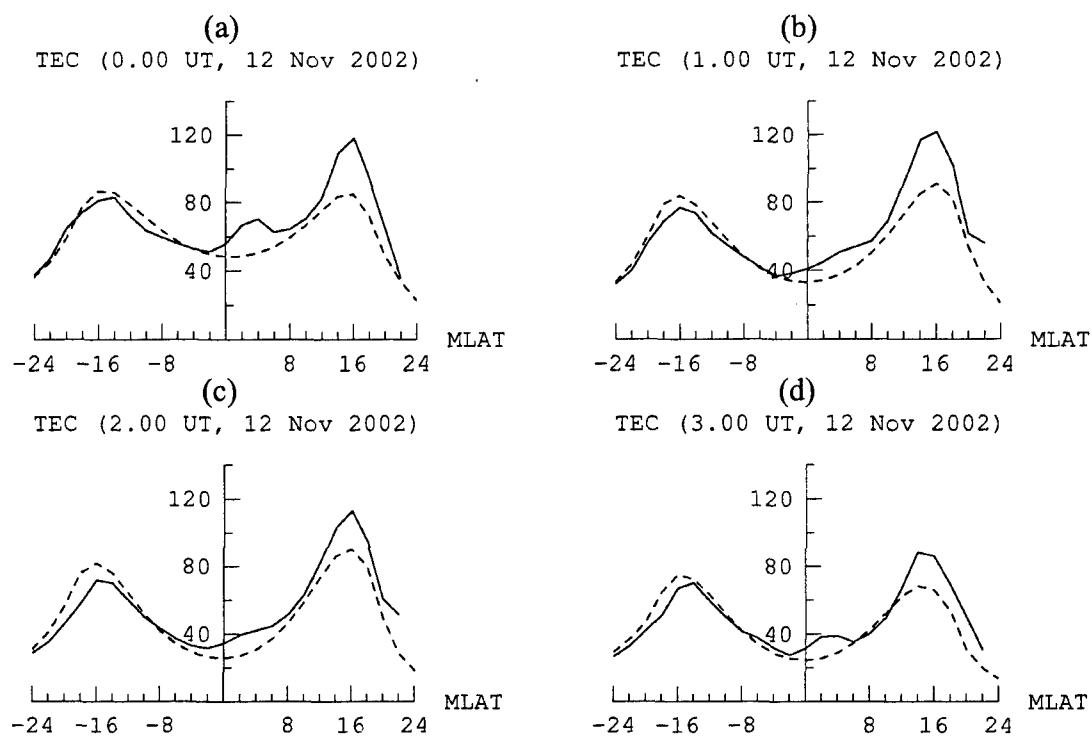 (a)
TEC (0.00 UT, 12 Nov 2002)
120
80
40
-24 -16 -8 8 16 24 MLAT
(b)
TEC (1.00 UT, 12 Nov 2002)
120
80
40
-24 -16 -8 8 16 24 MLAT
(c)
TEC (2.00 UT, 12 Nov 2002)
120
80
40
-24 -16 -8 8 16 24 MLAT
(d)
TEC (3.00 UT, 12 Nov 2002)
120
80
40
-24 -16 -8 8 16 24 MLAT